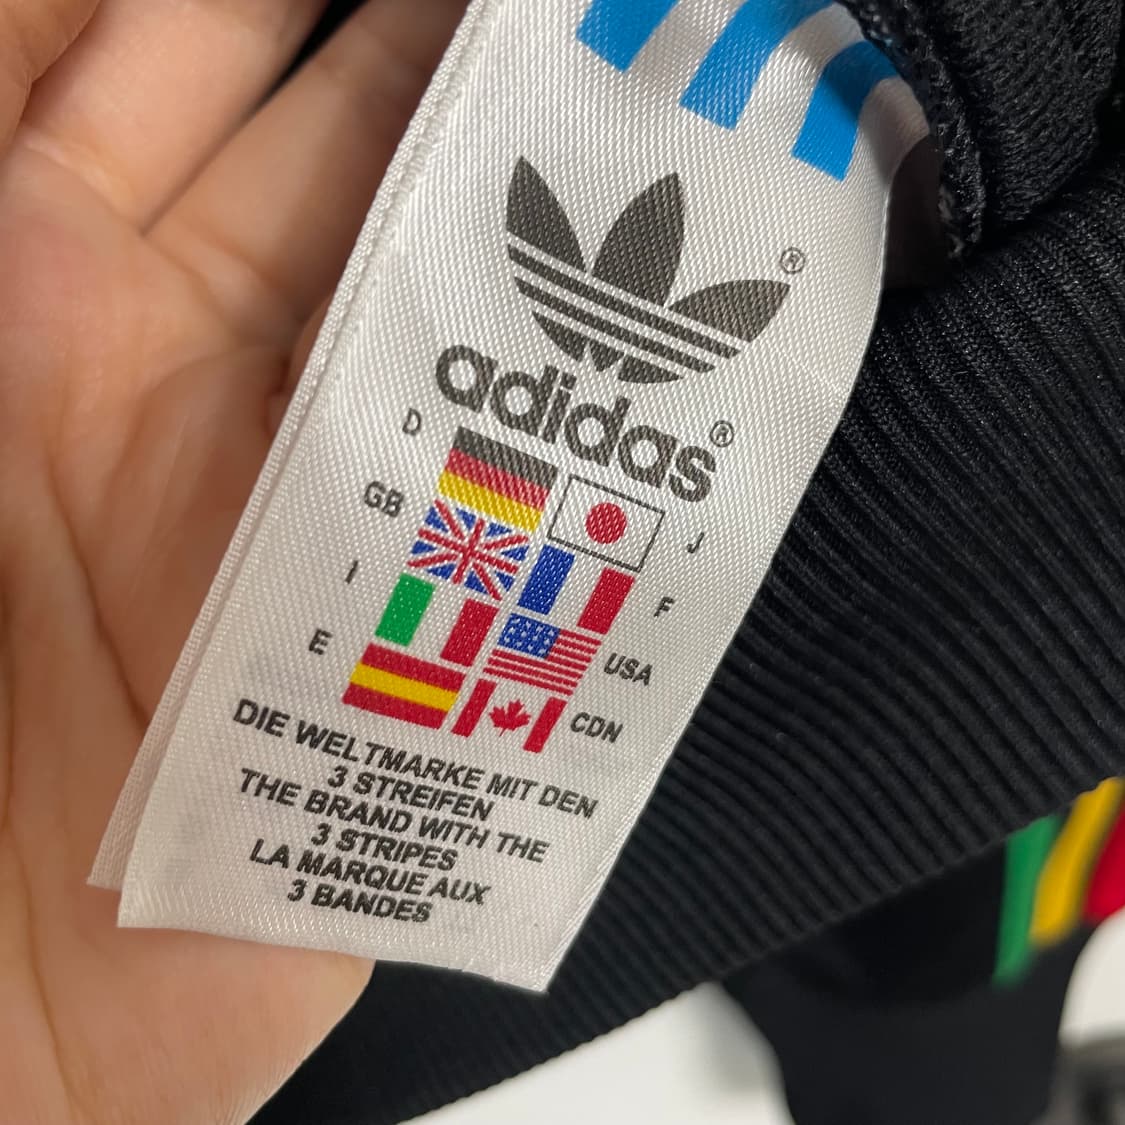 ®
adidas®
D
J
GB
F
I
USA
E
CDN
DIE WELTMARKE MIT DEN
3 STREIFEN
THE BRAND WITH THE
3 STRIPES
LA MARQUE AUX
3 BANDES